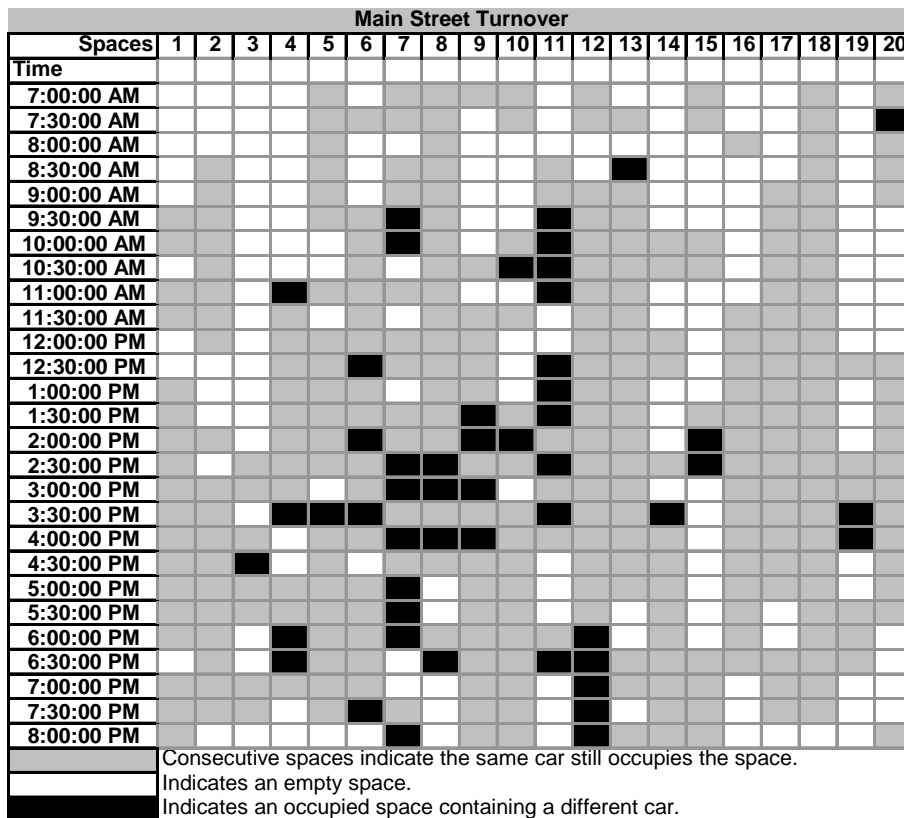 Main Street Turnover
Spaces 1 2 3 4 5 6 7 8 9 10 11 12 13 14 15 16 17 18 19 20
Time
7:00:00 AM
7:30:00 AM
8:00:00 AM
8:30:00 AM
9:00:00 AM
9:30:00 AM
10:00:00 AM
10:30:00 AM
11:00:00 AM
11:30:00 AM
12:00:00 PM
12:30:00 PM
1:00:00 PM
1:30:00 PM
2:00:00 PM
2:30:00 PM
3:00:00 PM
3:30:00 PM
4:00:00 PM
4:30:00 PM
5:00:00 PM
5:30:00 PM
6:00:00 PM
6:30:00 PM
7:00:00 PM
7:30:00 PM
8:00:00 PM
Consecutive spaces indicate the same car still occupies the space.
Indicates an empty space.
Indicates an occupied space containing a different car.